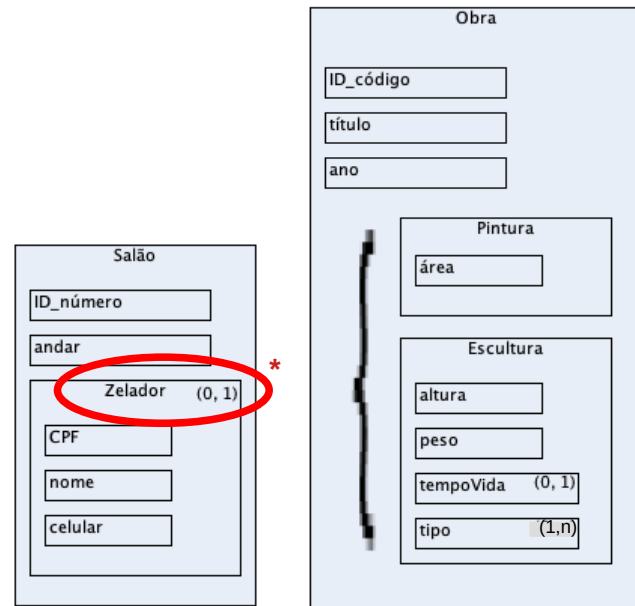 Obra
ID_código
título
ano
Pintura
área
Escultura
altura
peso
tempoVida (0, 1)
tipo (1,n)
Salão
ID_número
andar
*
Zelador (0, 1)
CPF
nome
celular